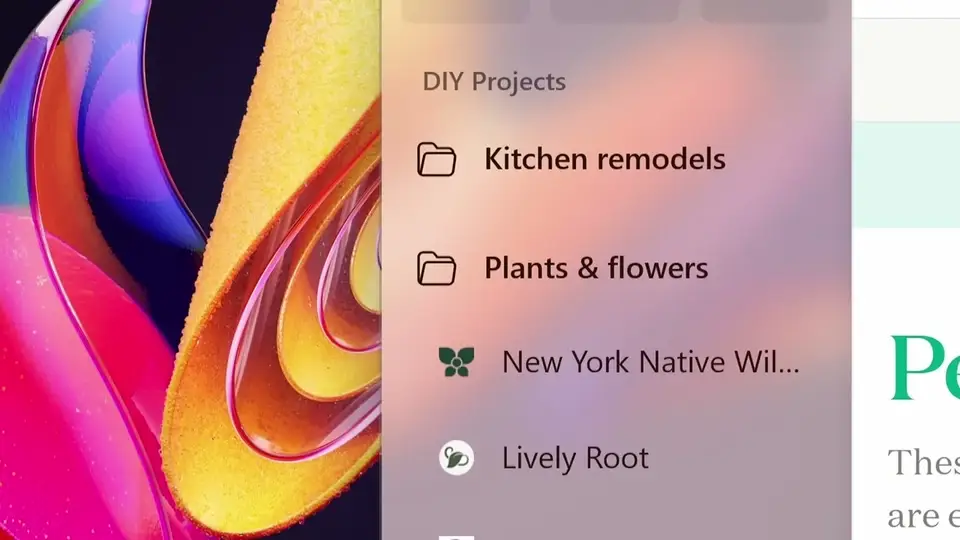 DIY Projects
Kitchen remodels
Plants & flowers
New York Native Wil...
Lively Root
Pe
Thes
are e